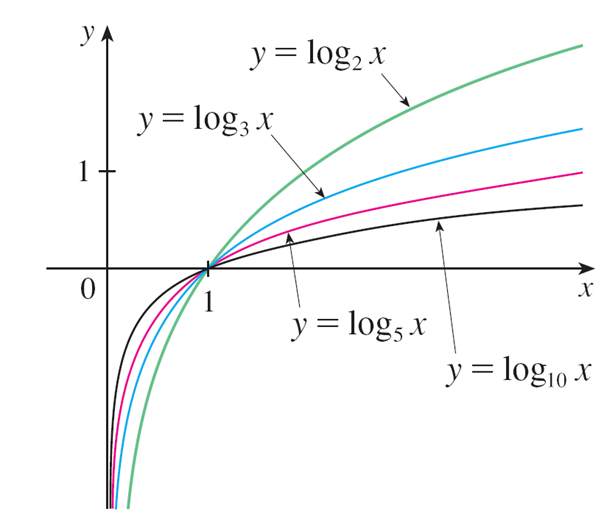 y
y = log₂ x
y = log₃ x
1
0
1
x
y = log₅ x
y = log₁₀ x